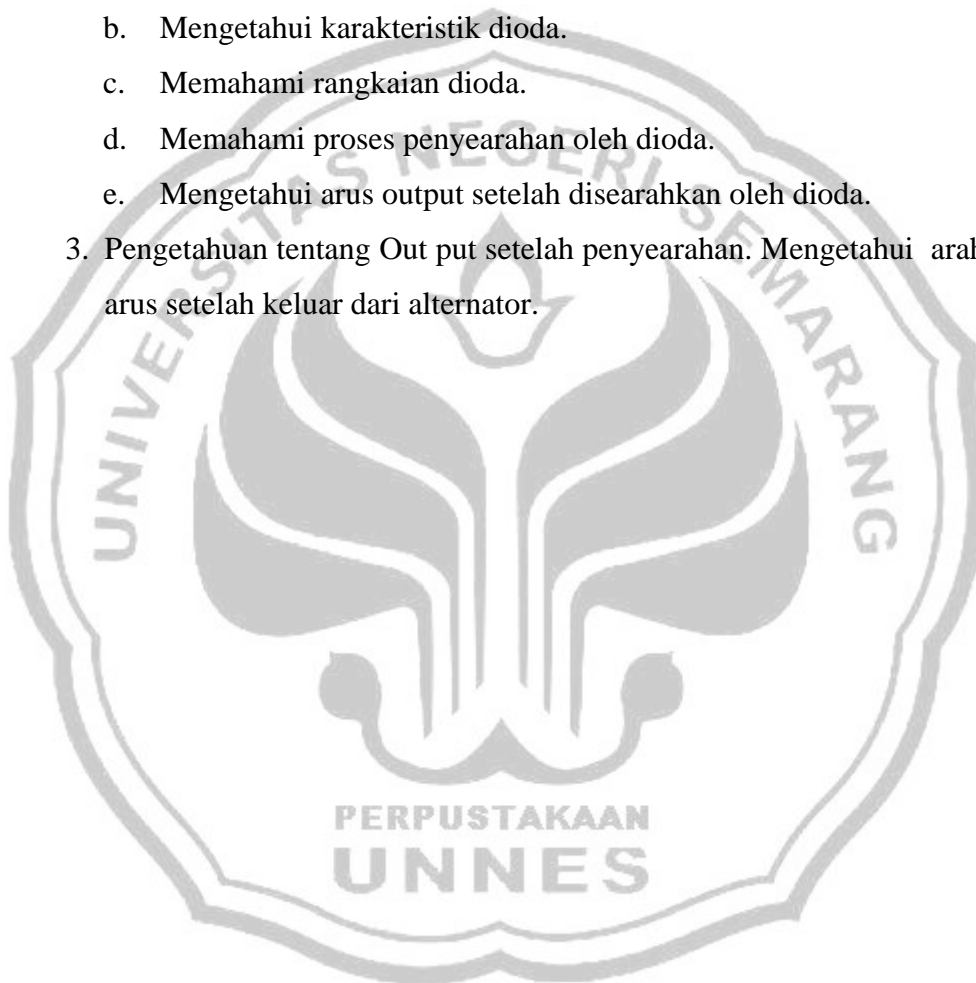 b. Mengetahui karakteristik dioda.
c. Memahami rangkaian dioda.
d. Memahami proses penyearahan oleh dioda.
e. Mengetahui arus output setelah disearahkan oleh dioda.
3. Pengetahuan tentang Out put setelah penyearahan. Mengetahui arah
arus setelah keluar dari alternator.
UNIVERSITAS NEGERI SEMARANG
PERPUSTAKAAN
UNNES